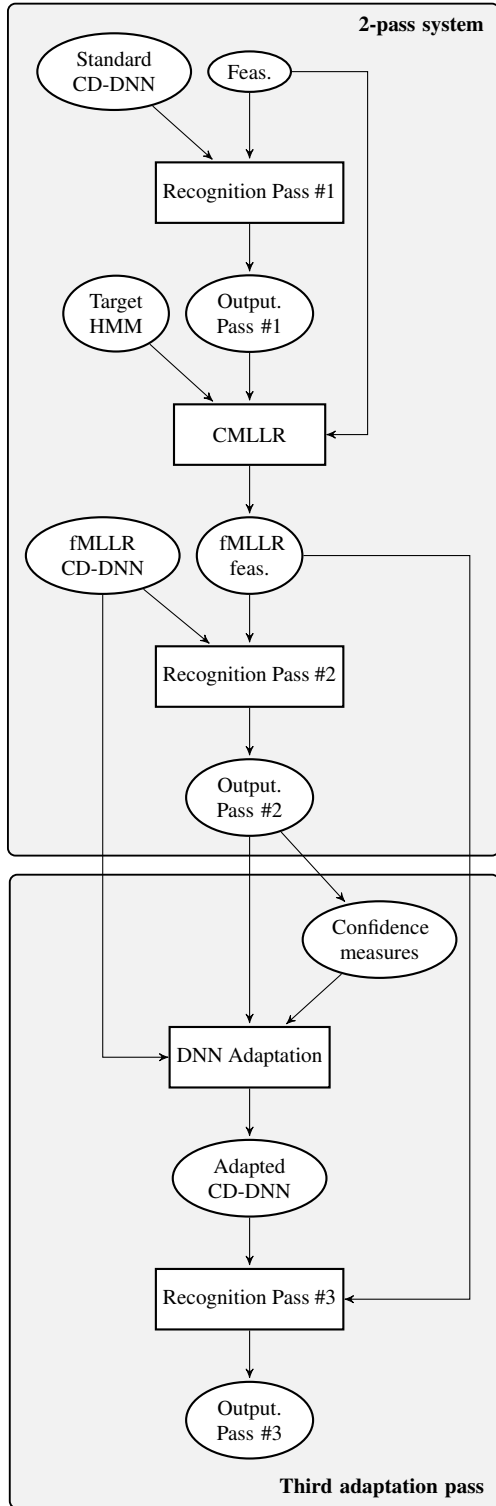 2-pass system
Standard
CD-DNN
Feas.
Recognition Pass #1
Target
HMM
Output.
Pass #1
CMLLR
fMLLR
CD-DNN
fMLLR
feas.
Recognition Pass #2
Output.
Pass #2
Confidence
measures
DNN Adaptation
Adapted
CD-DNN
Recognition Pass #3
Output.
Pass #3
Third adaptation pass